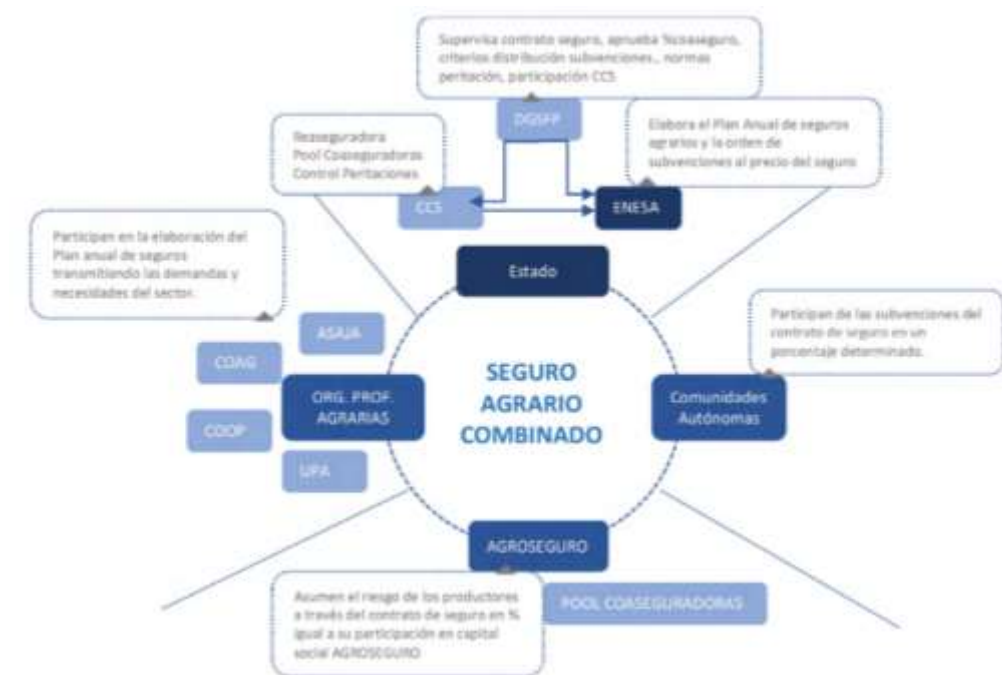 Supervisa contrato seguro, aprueba %coaseguro,
criterios distribución subvenciones., normas
peritación, participación CCS
DGSFP
Reaseguradora
Pool Coaseguradoras
Control Peritaciones
Elabora el Plan Anual de seguros
agrarios y la orden de
subvenciones al precio del seguro
CCS
ENESA
Participan en la elaboración del
Plan anual de seguros
transmitiendo las demandas y
necesidades del sector.
Estado
Participan de las subvenciones del
contrato de seguro en un
porcentaje determinado.
ASAJA
COAG
ORG. PROF.
AGRARIAS
SEGURO
AGRARIO
COMBINADO
Comunidades
Autónomas
COOP
UPA
AGROSEGURO
Asumen el riesgo de los productores
a través del contrato de seguro en %
igual a su participación en capital
social AGROSEGURO
POOL COASEGURADORAS